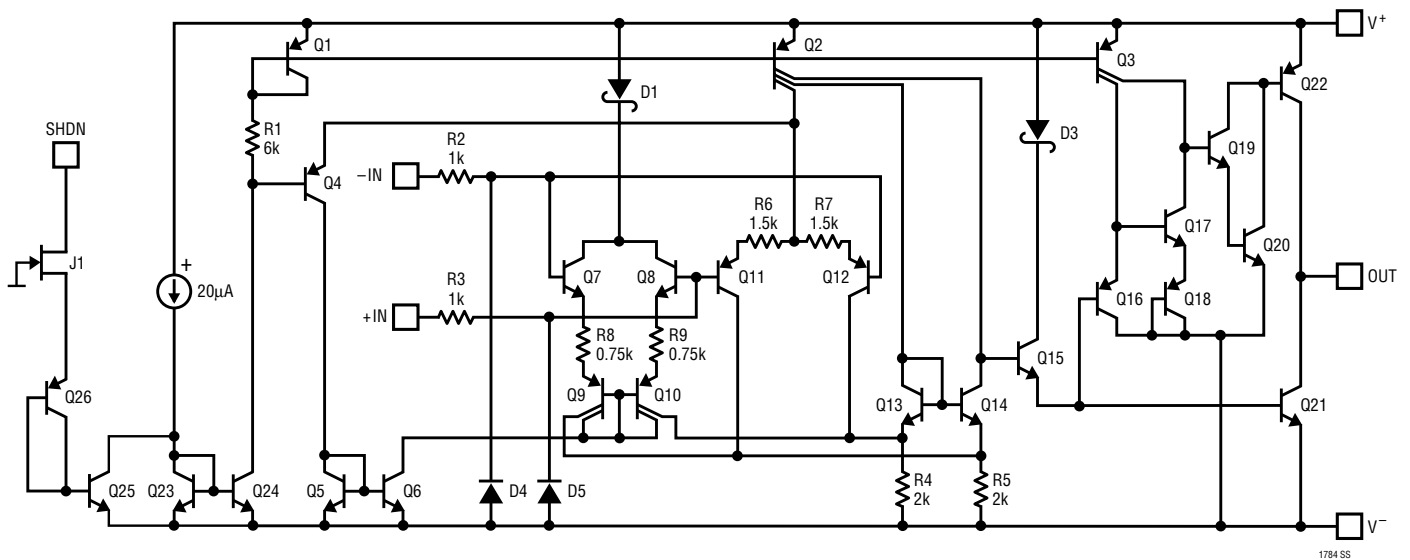 V+
Q1
Q2
Q3
Q22
D1
D3
SHDN
R1
6k
R2
1k
–IN
Q4
Q19
R6
1.5k
R7
1.5k
Q17
Q20
J1
+
20µA
R3
1k
+IN
Q7
Q8
Q11
Q12
Q16
Q18
OUT
R8
0.75k
R9
0.75k
Q15
Q26
Q9
Q10
Q13
Q14
Q21
Q25
Q23
Q24
Q5
Q6
D4
D5
R4
2k
R5
2k
V–
1784 SS